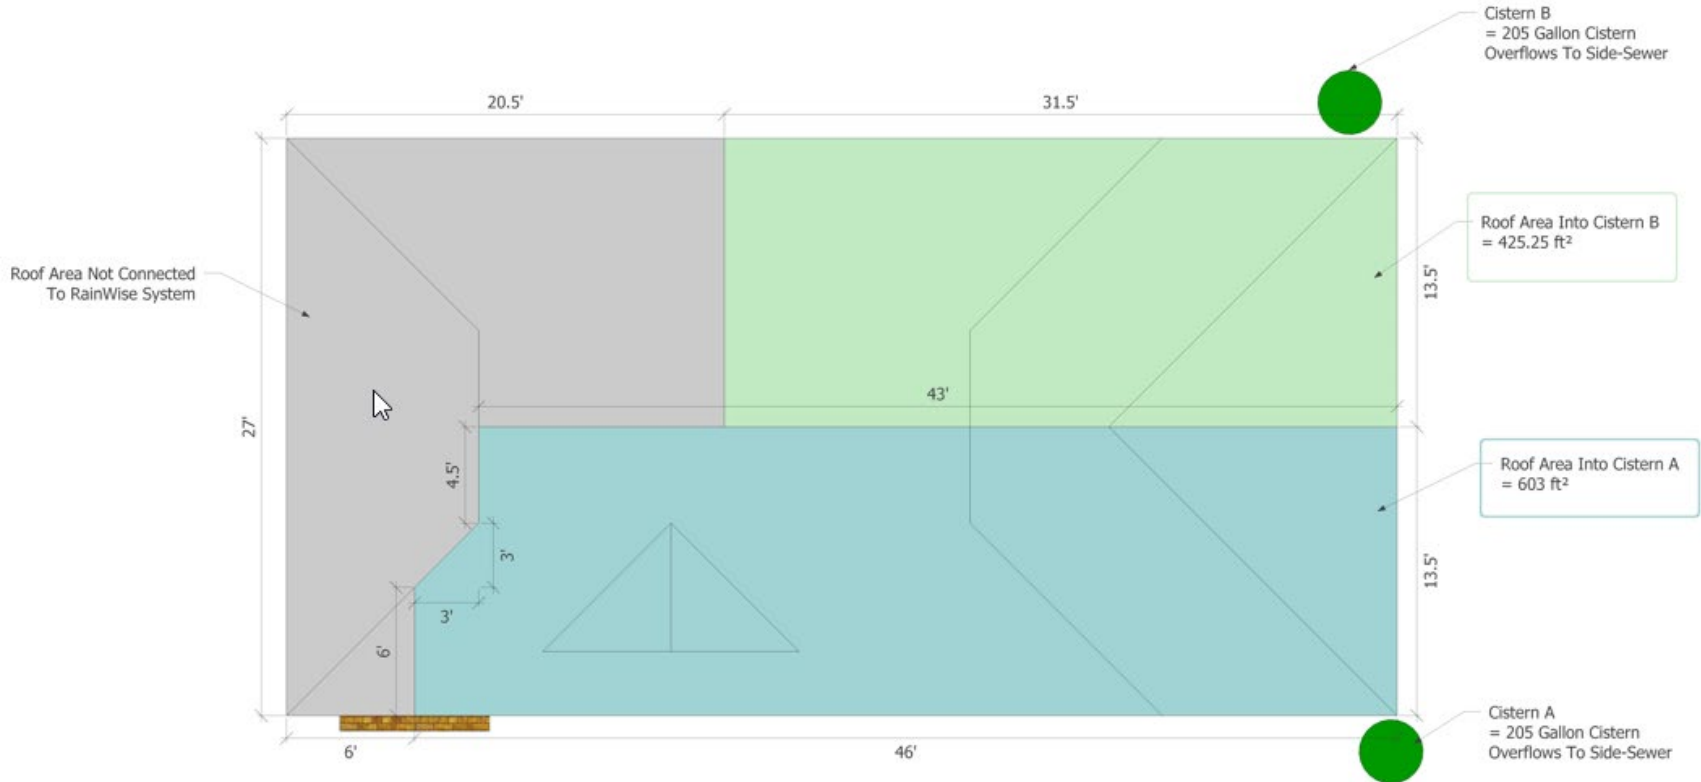 Cistern B
= 205 Gallon Cistern
Overflows To Side-Sewer
20.5'
31.5'
Roof Area Into Cistern B
= 425.25 ft²
Roof Area Not Connected
To RainWise System
13.5'
43'
27'
4.5'
Roof Area Into Cistern A
= 603 ft²
3'
13.5'
3'
6'
Cistern A
= 205 Gallon Cistern
Overflows To Side-Sewer
6'
46'